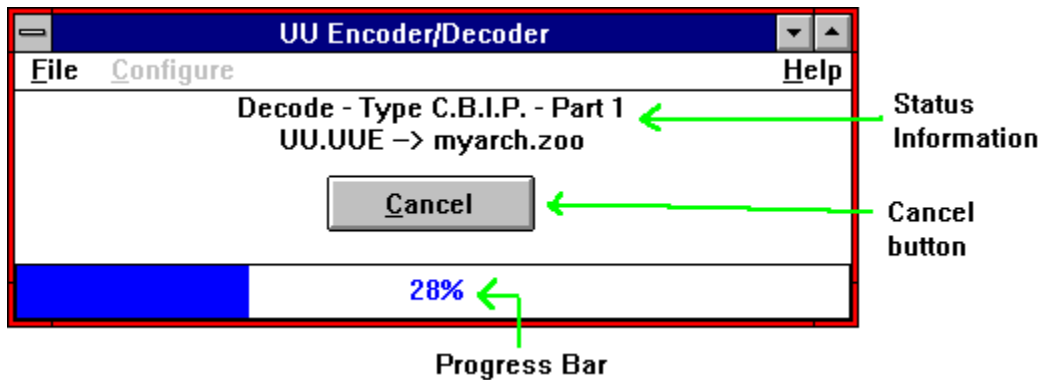 UU Encoder/Decoder
File Configure Help
Decode - Type C.B.I.P. - Part 1
UU.UUE -> myarch.zoo
Status
Information
Cancel
Cancel
button
28%
Progress Bar